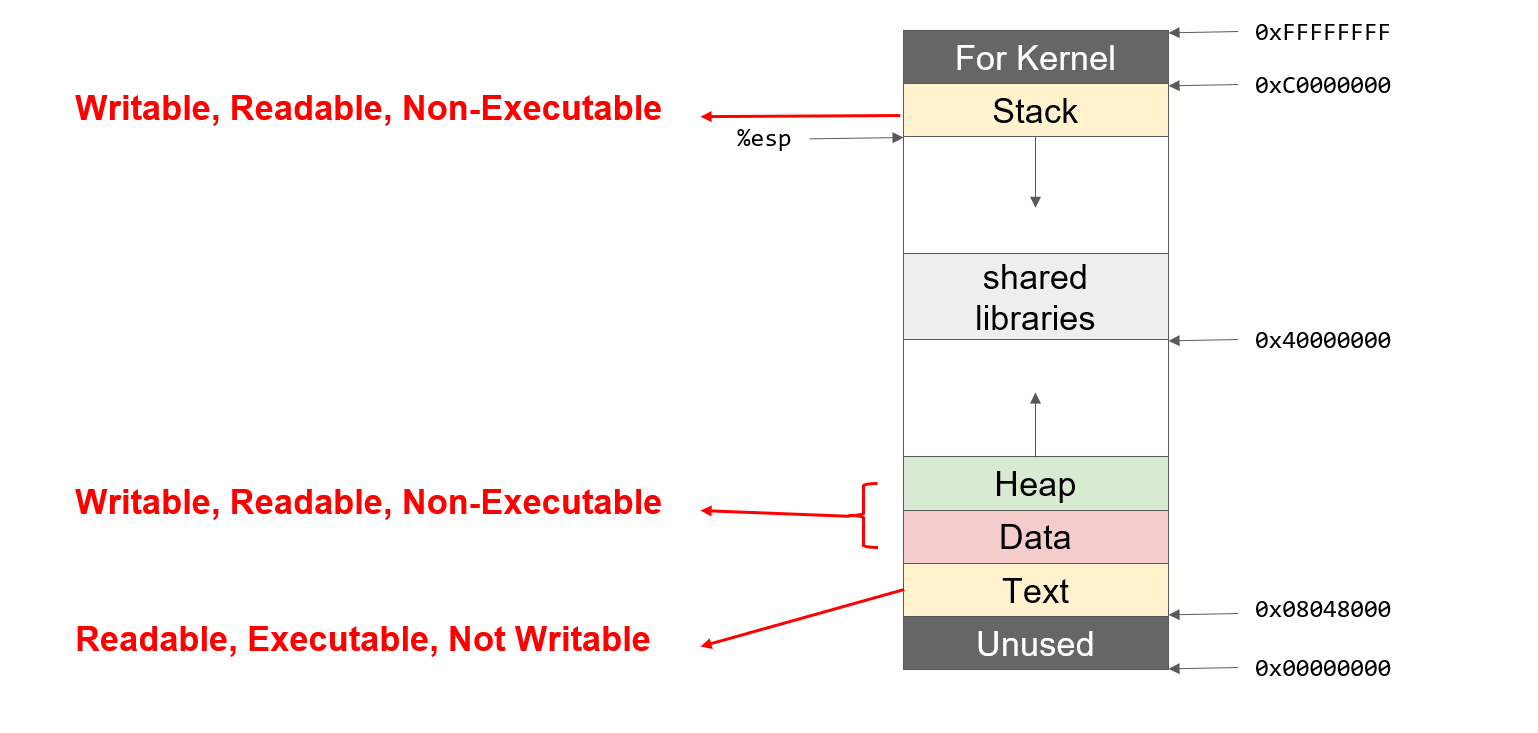 0xFFFFFFFF
For Kernel
0xC0000000
Writable, Readable, Non-Executable
Stack
%esp
shared
libraries
0x40000000
Heap
Writable, Readable, Non-Executable
Data
Text
0x08048000
Readable, Executable, Not Writable
Unused
0x00000000